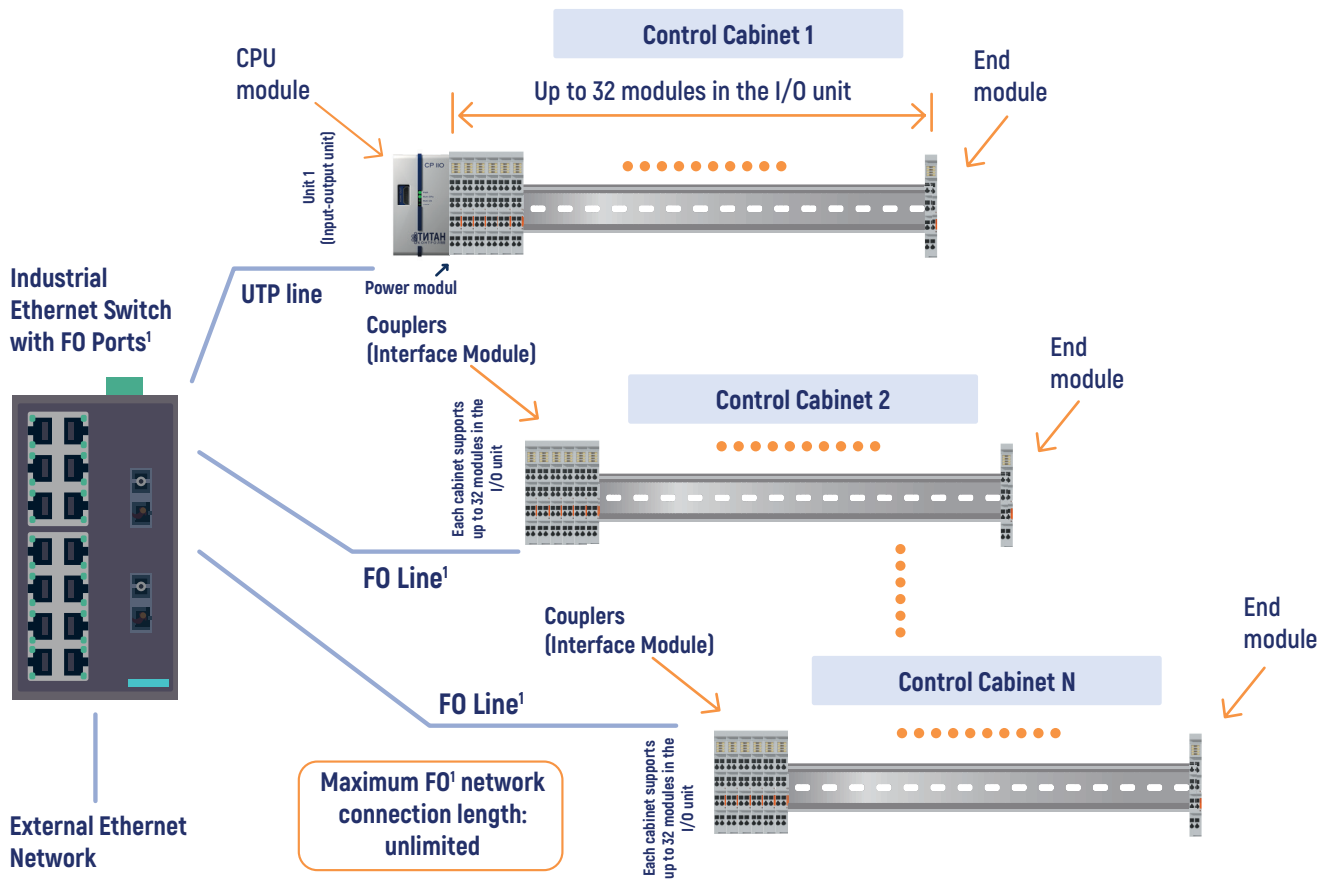 Control Cabinet 1
CPU
module
Up to 32 modules in the I/O unit
End
module
Unit 1
(Input-output unit)
CP IIO
ТИТАН
Power modul
Industrial
Ethernet Switch
with FO Ports¹
UTP line
Couplers
(Interface Module)
End
module
Control Cabinet 2
Each cabinet supports
up to 32 modules in the
I/O unit
FO Line¹
Couplers
(Interface Module)
End
module
Control Cabinet N
FO Line¹
Each cabinet supports
up to 32 modules in the
I/O unit
Maximum FO¹ network
connection length:
unlimited
External Ethernet
Network